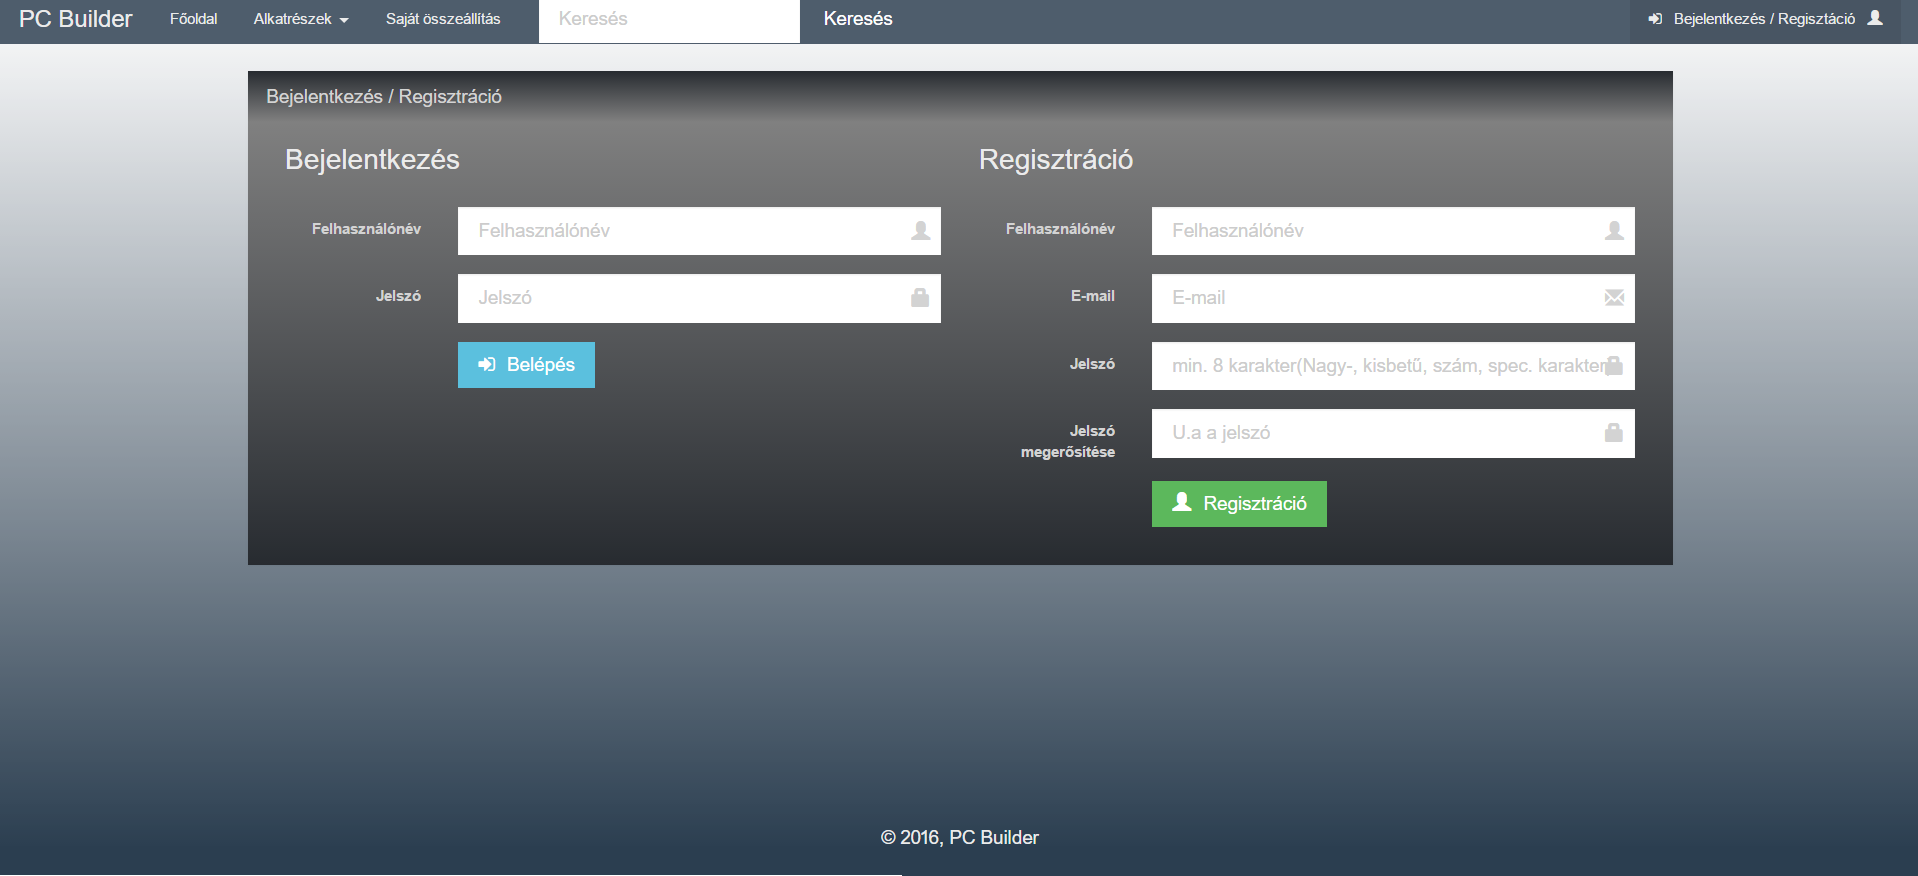 PC Builder Főoldal Alkatrészek Saját összeállítás Keresés Keresés Bejelentkezés / Regisztáció
Bejelentkezés / Regisztráció
Bejelentkezés
Felhasználónév Felhasználónév
Jelszó Jelszó
Belépés
Regisztráció
Felhasználónév Felhasználónév
E-mail E-mail
Jelszó min. 8 karakter(Nagy-, kisbetű, szám, spec. karakter)
Jelszó
megerősítése
U.a a jelszó
Regisztráció
© 2016, PC Builder